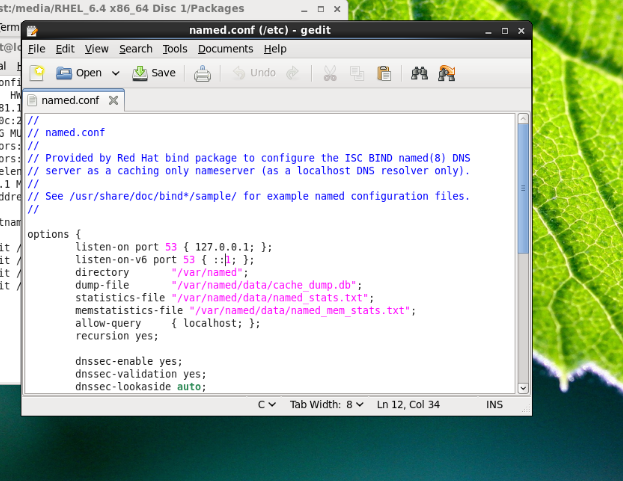 st:/media/RHEL_6.4 x86_64 Disc 1/Packages
named.conf (/etc) - gedit
File Edit View Search Tools Documents Help
Open Save Undo
named.conf
//
// named.conf
//
// Provided by Red Hat bind package to configure the ISC BIND named(8) DNS
// server as a caching only nameserver (as a localhost DNS resolver only).
//
// See /usr/share/doc/bind*/sample/ for example named configuration files.
//
options {
listen-on port 53 { 127.0.0.1; };
listen-on-v6 port 53 { ::1; };
directory "/var/named";
dump-file "/var/named/data/cache_dump.db";
statistics-file "/var/named/data/named_stats.txt";
memstatistics-file "/var/named/data/named_mem_stats.txt";
allow-query { localhost; };
recursion yes;
dnssec-enable yes;
dnssec-validation yes;
dnssec-lookaside auto;
C Tab Width: 8 Ln 12, Col 34 INS